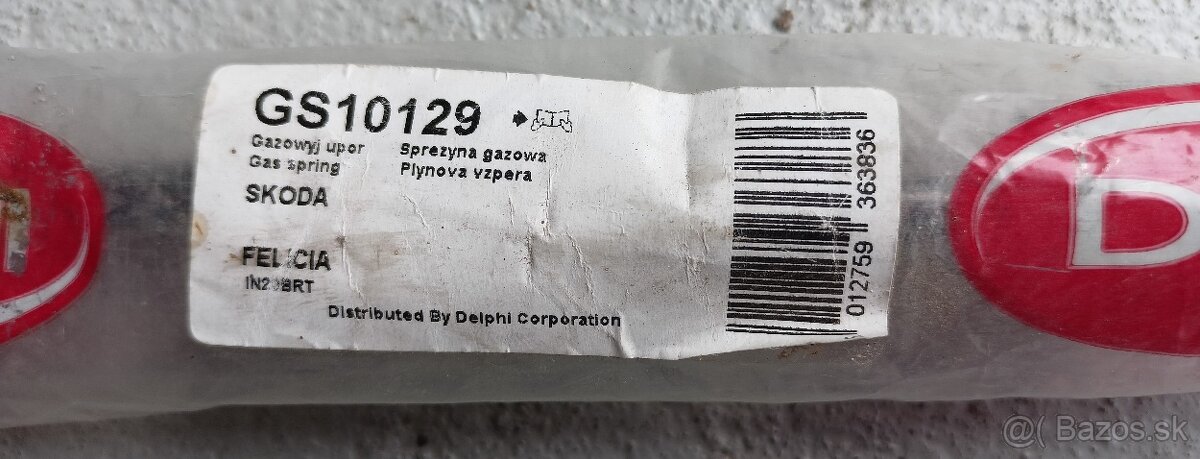 GS10129
Gazowyj upor
Sprezyna gazowa
Gas spring
Plynova vzpera
SKODA
FELICIA
Distributed By Delphi Corporation
012759 363836
D
@( Bazos.sk